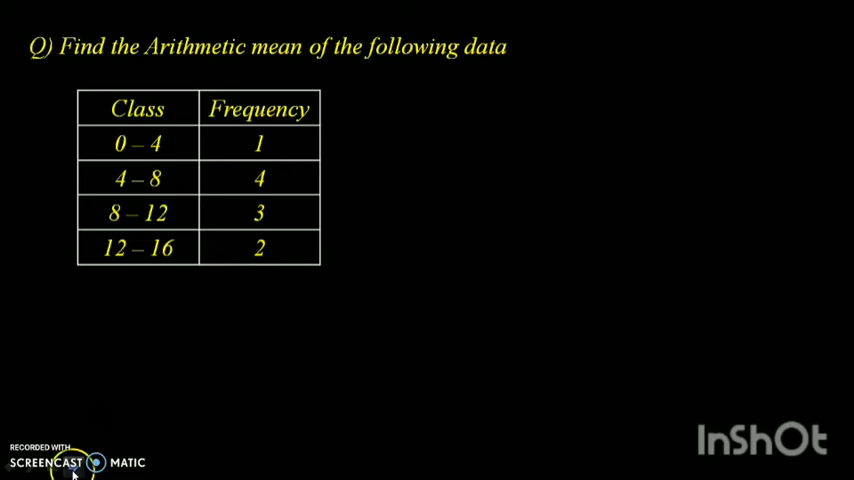 Q) Find the Arithmetic mean of the following data
Class Frequency
0 – 4 1
4 – 8 4
8 – 12 3
12 – 16 2
RECORDED WITH
SCREENCAST MATIC
InShOt